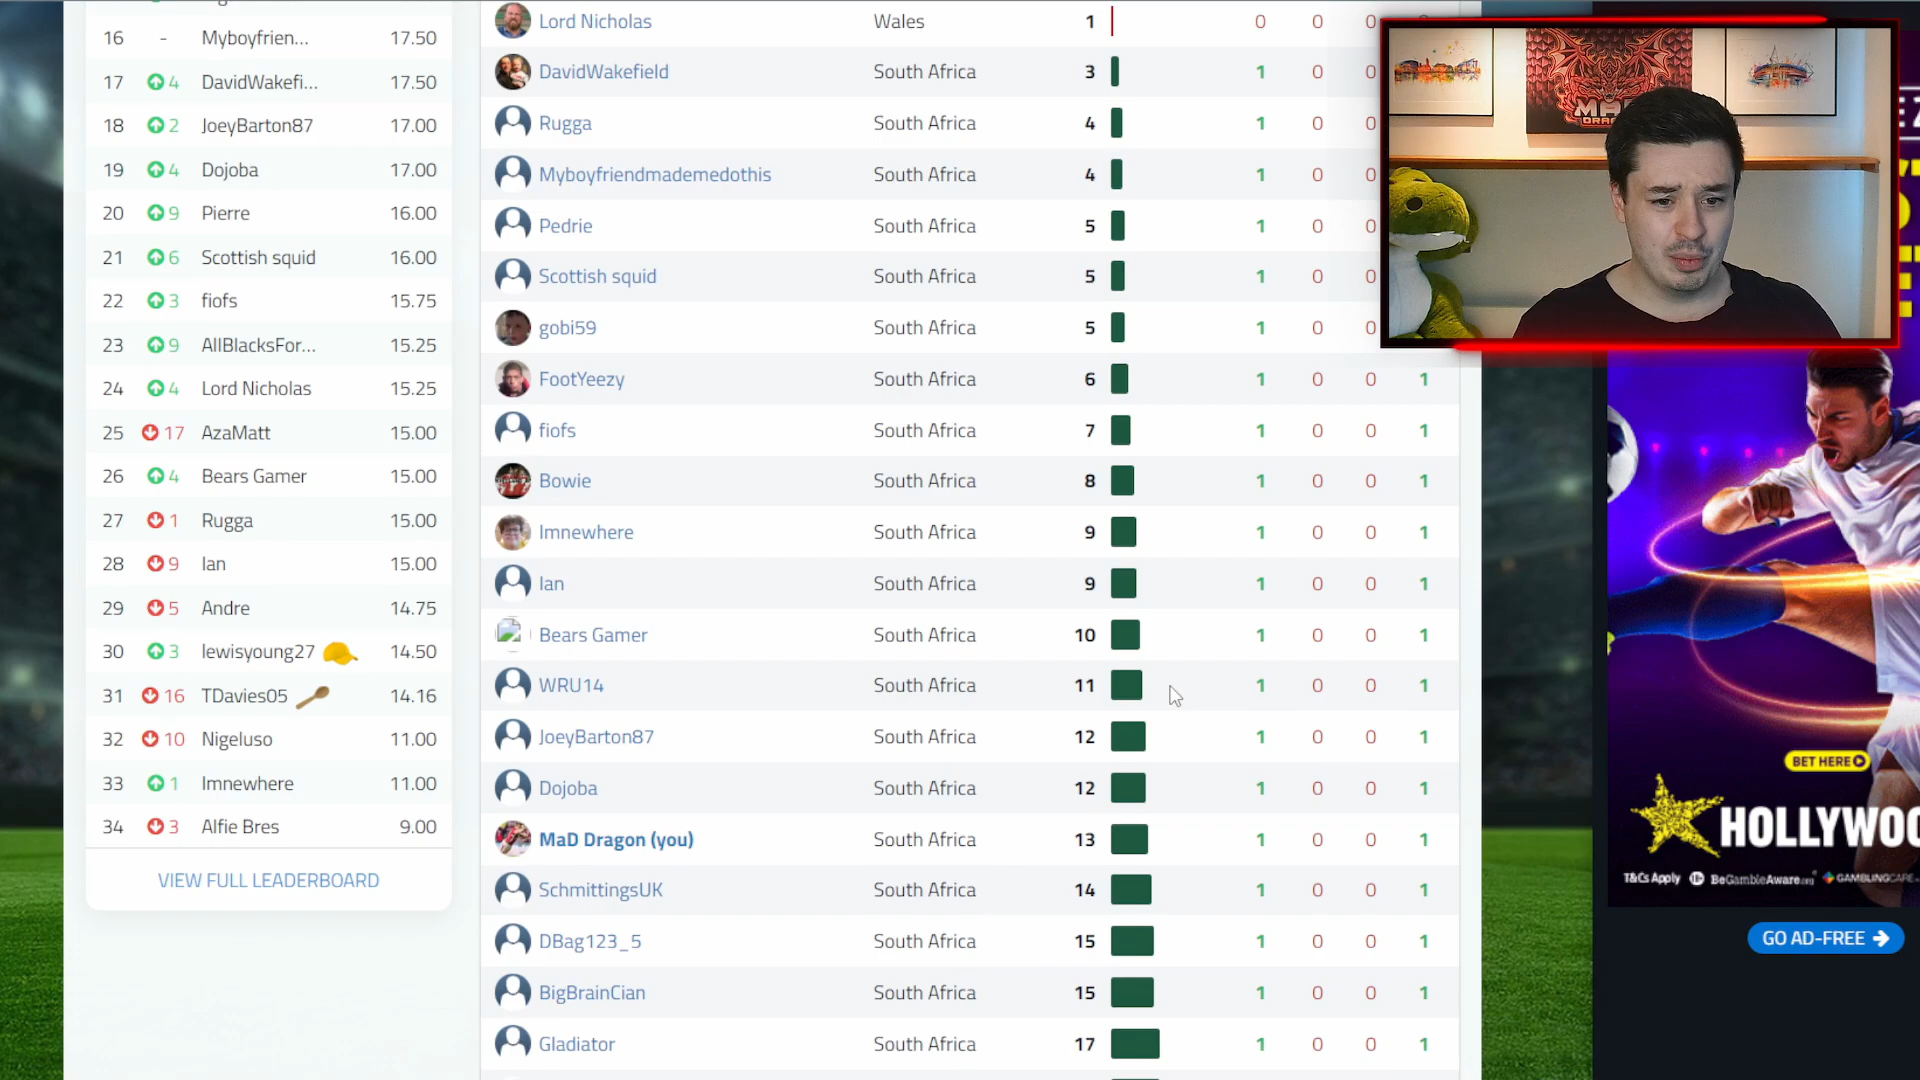 16 - Myboyfrien... 17.50
17 4 DavidWakefi... 17.50
18 2 JoeyBarton87 17.00
19 4 Dojoba 17.00
20 9 Pierre 16.00
21 6 Scottish squid 16.00
22 3 fiofs 15.75
23 9 AllBlacksFor... 15.25
24 4 Lord Nicholas 15.25
25 17 AzaMatt 15.00
26 4 Bears Gamer 15.00
27 1 Rugga 15.00
28 9 Ian 15.00
29 5 Andre 14.75
30 3 lewisyoung27 14.50
31 16 TDavies05 14.16
32 10 Nigeluso 11.00
33 1 Imnewhere 11.00
34 3 Alfie Bres 9.00
VIEW FULL LEADERBOARD
Lord Nicholas Wales 1 0 0 0
DavidWakefield South Africa 3 1 0 0
Rugga South Africa 4 1 0 0
Myboyfriendmademedothis South Africa 4 1 0 0
Pedrie South Africa 5 1 0 0
Scottish squid South Africa 5 1 0 0
gobi59 South Africa 5 1 0 0
FootYeezy South Africa 6 1 0 0 1
fiofs South Africa 7 1 0 0 1
Bowie South Africa 8 1 0 0 1
Imnewhere South Africa 9 1 0 0 1
Ian South Africa 9 1 0 0 1
Bears Gamer South Africa 10 1 0 0 1
WRU14 South Africa 11 1 0 0 1
JoeyBarton87 South Africa 12 1 0 0 1
Dojoba South Africa 12 1 0 0 1
MaD Dragon (you) South Africa 13 1 0 0 1
SchmittingsUK South Africa 14 1 0 0 1
DBag123_5 South Africa 15 1 0 0 1
BigBrainCian South Africa 15 1 0 0 1
Gladiator South Africa 17 1 0 0 1
BET HERE
HOLLYWOO
T&Cs Apply 18+ BeGambleAware.org GAMBLINGCARE
GO AD-FREE